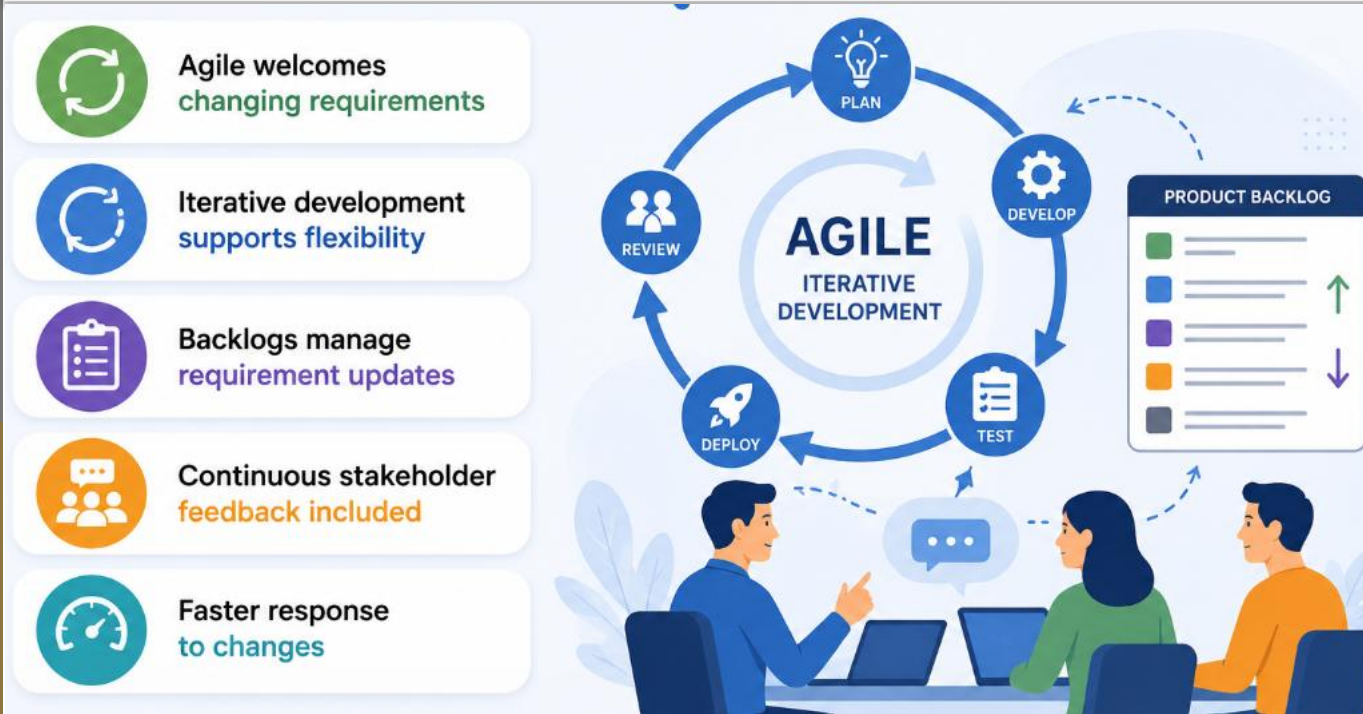 Agile welcomes
changing requirements
Iterative development
supports flexibility
Backlogs manage
requirement updates
Continuous stakeholder
feedback included
Faster response
to changes
PLAN
DEVELOP
TEST
DEPLOY
REVIEW
AGILE
ITERATIVE
DEVELOPMENT
PRODUCT BACKLOG